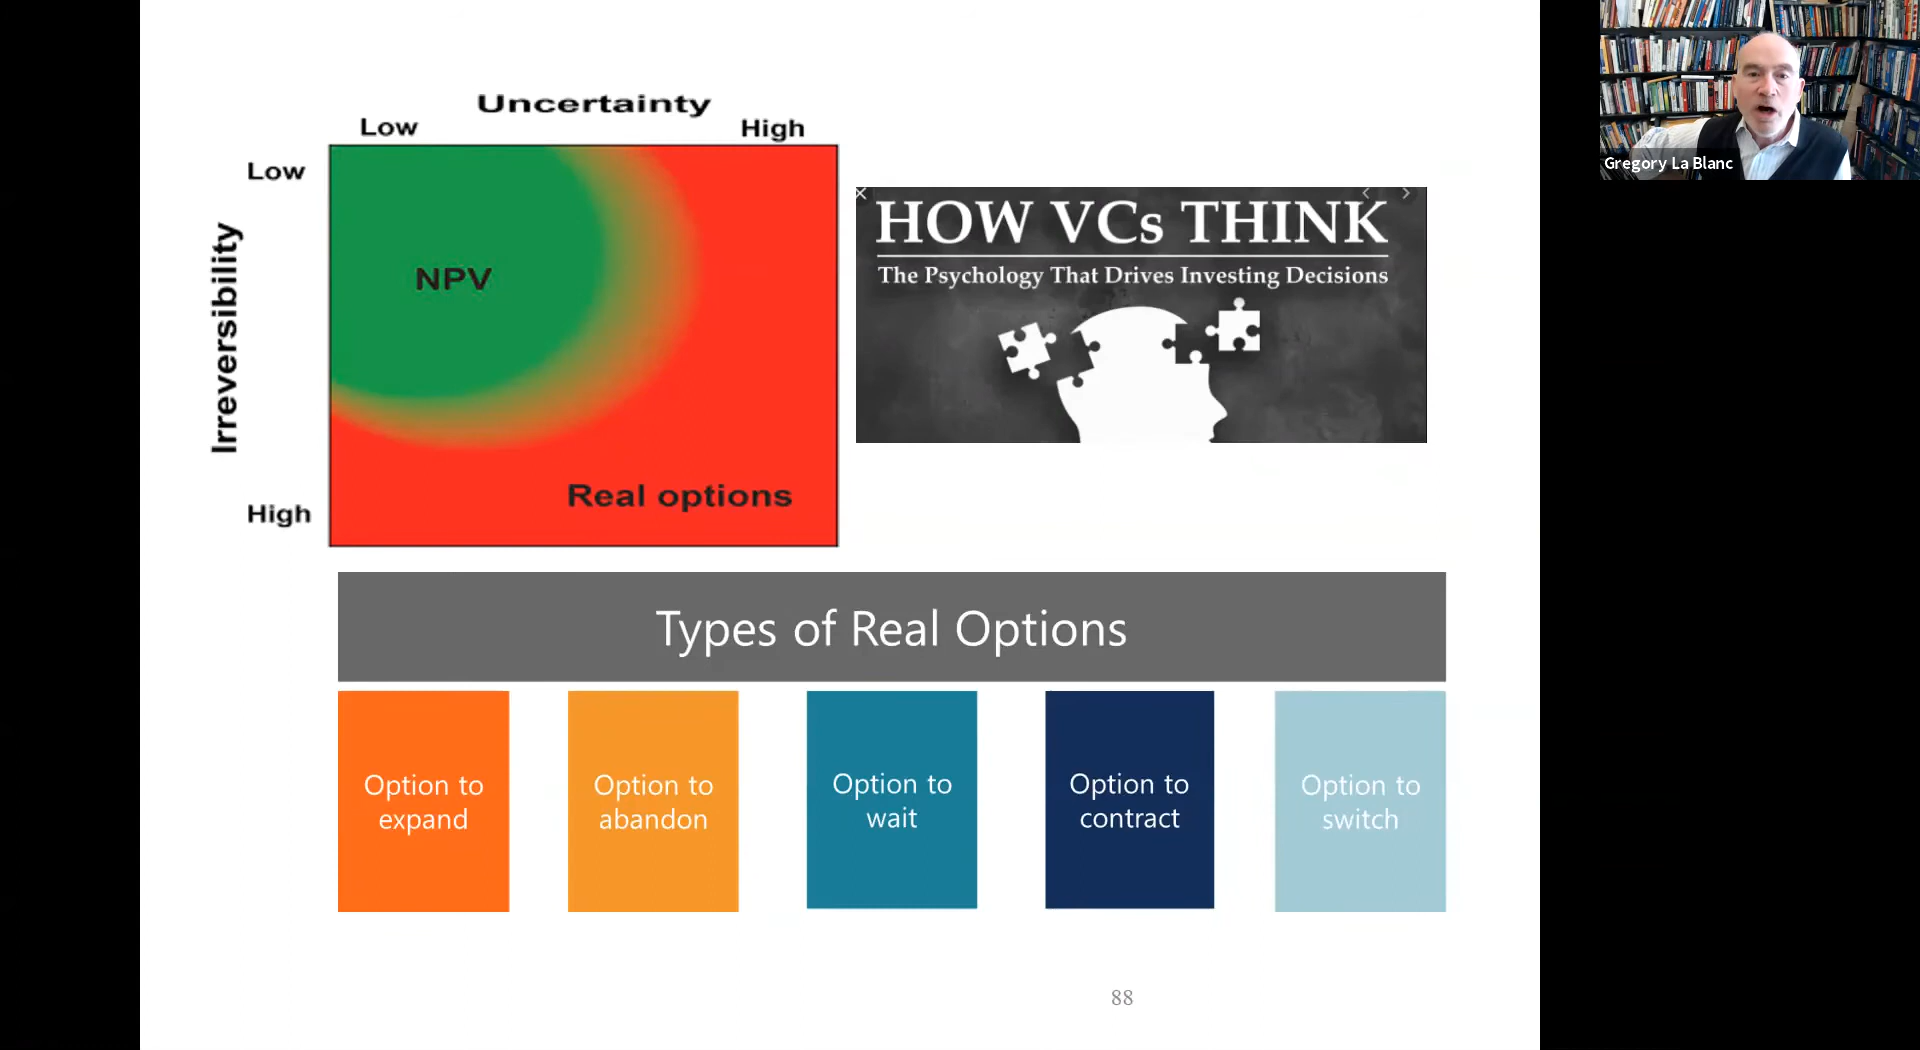 Uncertainty
Low
High
Low
Irreversibility
NPV
Real options
High
HOW VCs THINK
The Psychology That Drives Investing Decisions
Gregory La Blanc
Types of Real Options
Option to
expand
Option to
abandon
Option to
wait
Option to
contract
Option to
switch
88